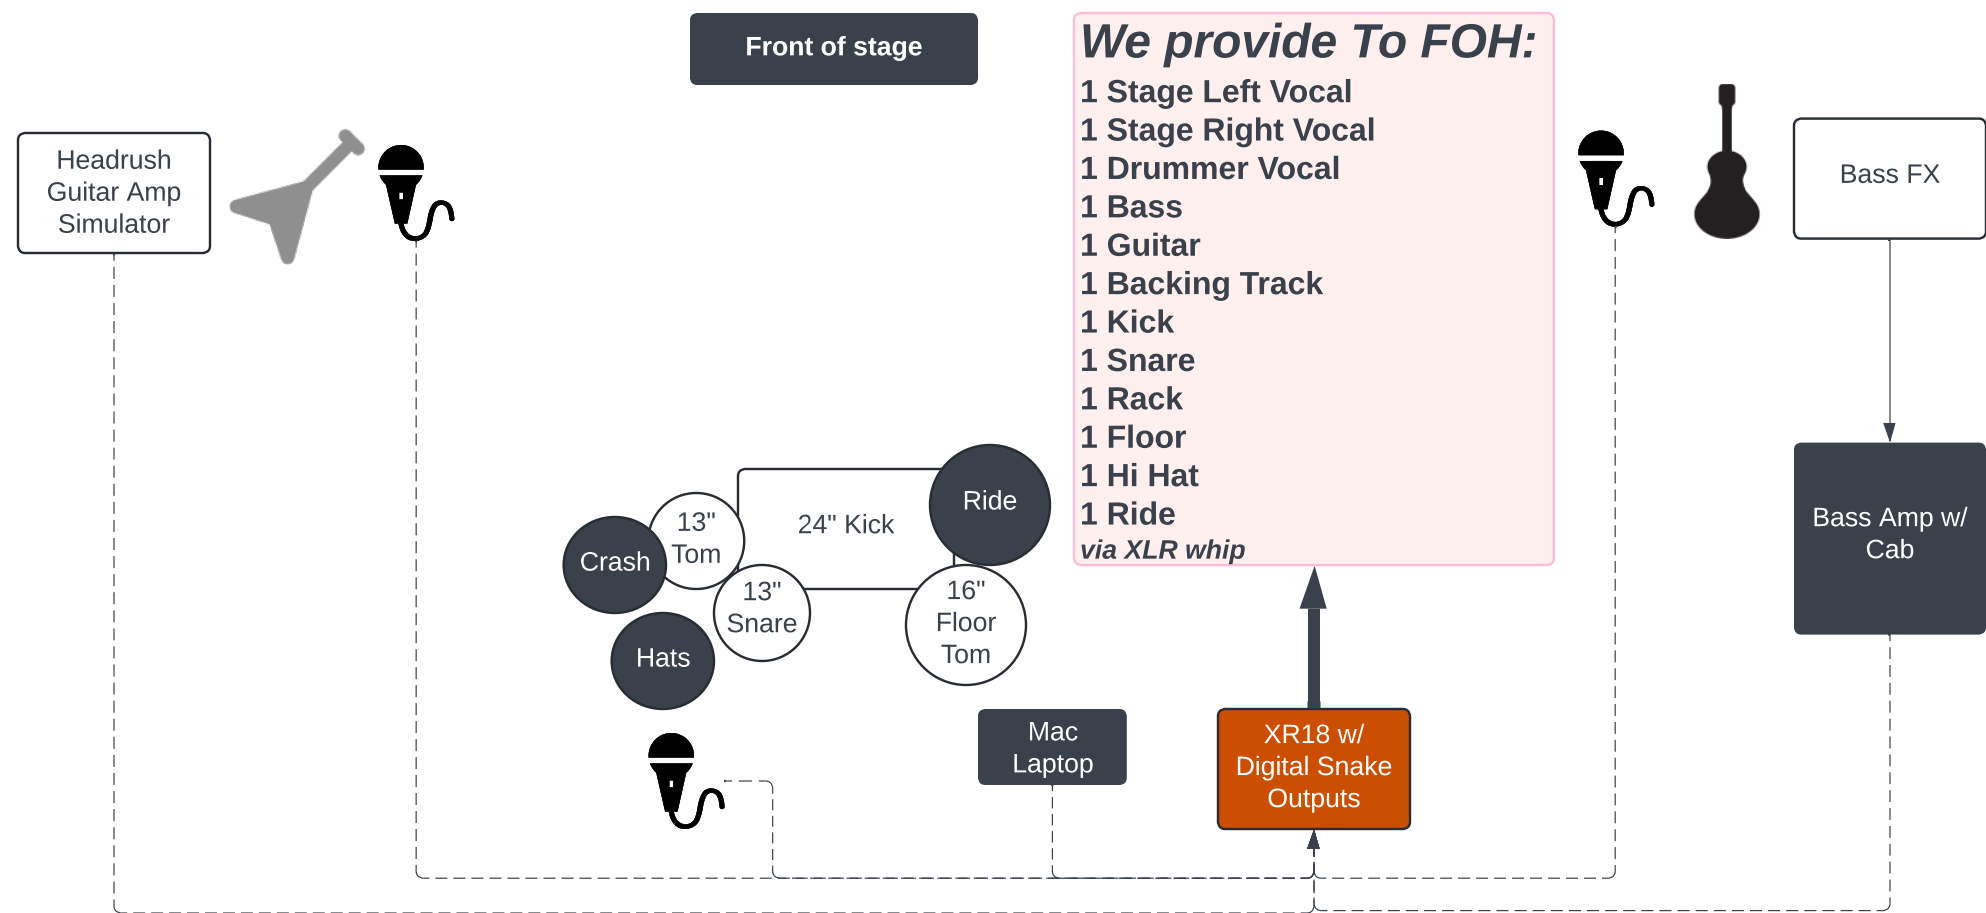 Front of stage
We provide To FOH:
1 Stage Left Vocal
1 Stage Right Vocal
1 Drummer Vocal
1 Bass
1 Guitar
1 Backing Track
1 Kick
1 Snare
1 Rack
1 Floor
1 Hi Hat
1 Ride
via XLR whip
Headrush
Guitar Amp
Simulator
Bass FX
Ride
24" Kick
13"
Tom
Crash
13"
Snare
16"
Floor
Tom
Hats
Bass Amp w/
Cab
Mac
Laptop
XR18 w/
Digital Snake
Outputs